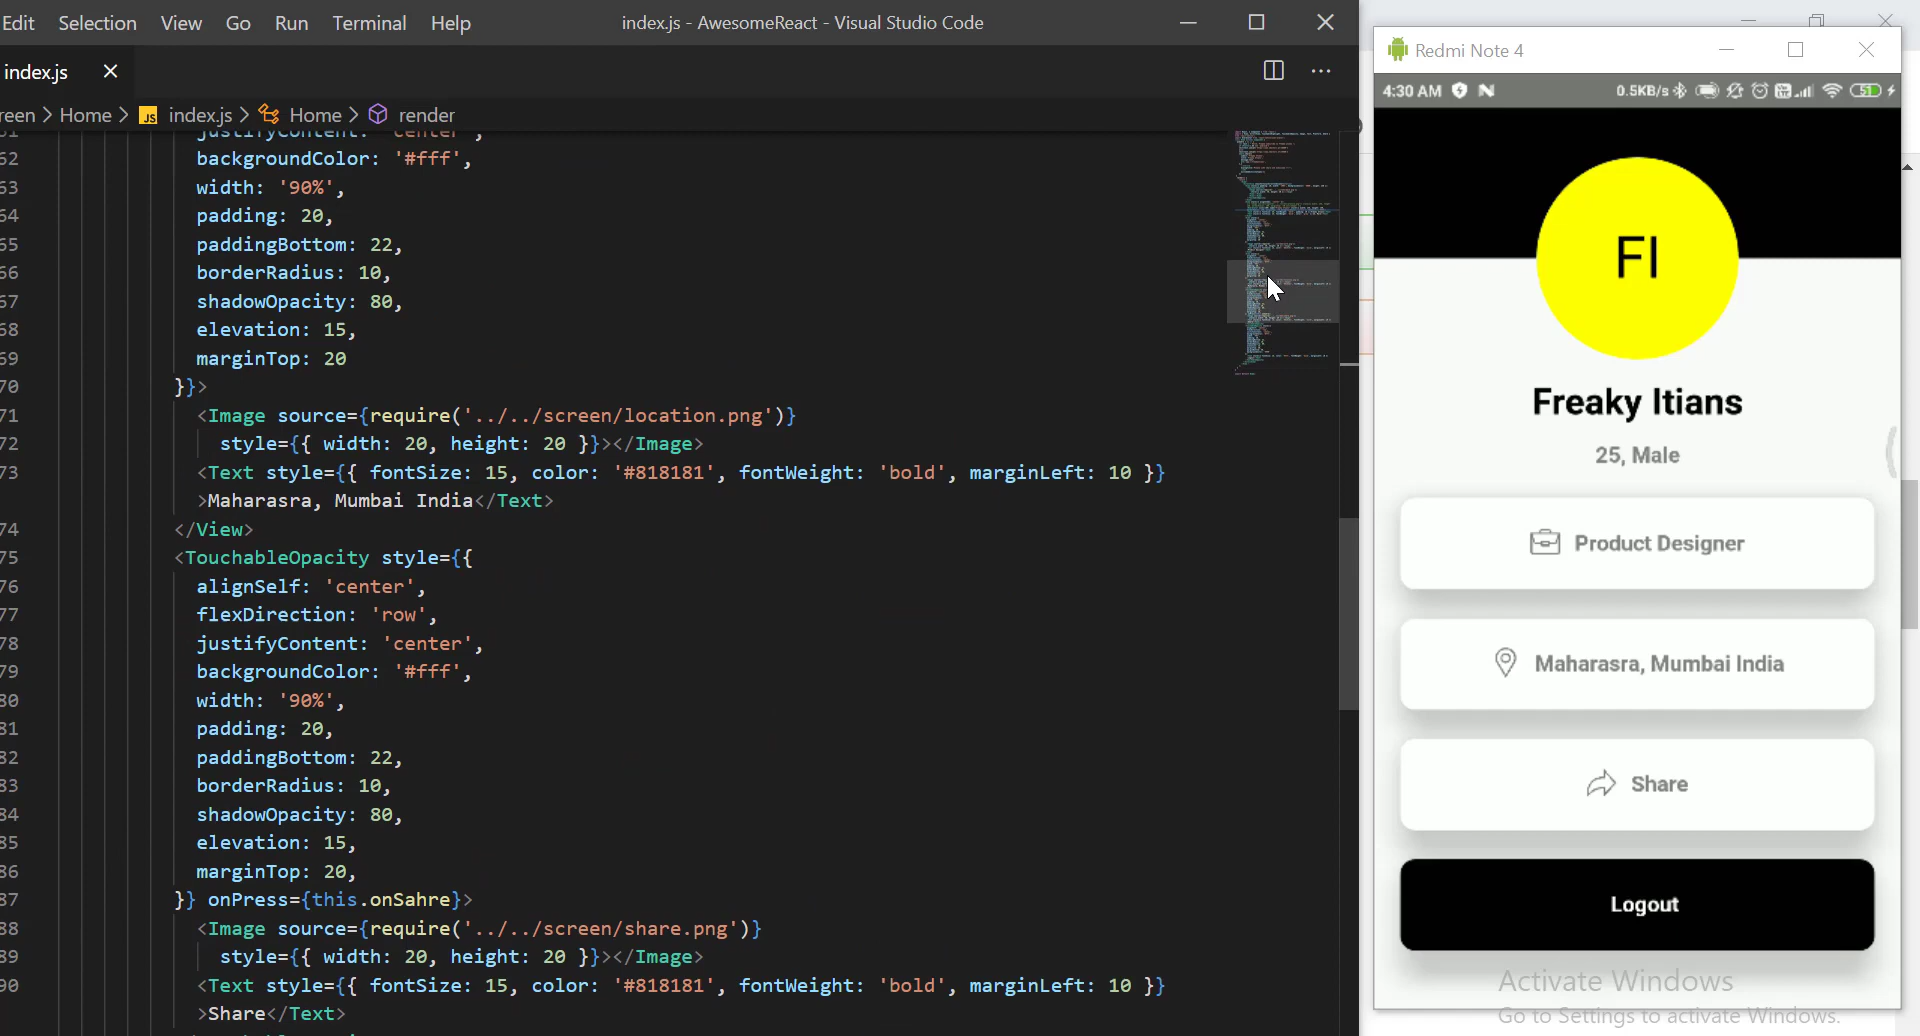 Edit Selection View Go Run Terminal Help index.js - AwesomeReact - Visual Studio Code
index.js
reen > Home > JS index.js > Home > render
51 justifyContent: 'center',
52 backgroundColor: '#fff',
53 width: '90%',
54 padding: 20,
55 paddingBottom: 22,
56 borderRadius: 10,
57 shadowOpacity: 80,
58 elevation: 15,
59 marginTop: 20
70 }}>
71 <Image source={require('../../screen/location.png')}
72 style={{ width: 20, height: 20 }}></Image>
73 <Text style={{ fontSize: 15, color: '#818181', fontWeight: 'bold', marginLeft: 10 }}
>Maharasra, Mumbai India</Text>
74 </View>
75 <TouchableOpacity style={{
76 alignSelf: 'center',
77 flexDirection: 'row',
78 justifyContent: 'center',
79 backgroundColor: '#fff',
80 width: '90%',
81 padding: 20,
82 paddingBottom: 22,
83 borderRadius: 10,
84 shadowOpacity: 80,
85 elevation: 15,
86 marginTop: 20,
87 }} onPress={this.onSahre}>
88 <Image source={require('../../screen/share.png')}
89 style={{ width: 20, height: 20 }}></Image>
90 <Text style={{ fontSize: 15, color: '#818181', fontWeight: 'bold', marginLeft: 10 }}
>Share</Text>
Redmi Note 4
4:30 AM 0.5KB/s 51
FI
Freaky Itians
25, Male
Product Designer
Maharasra, Mumbai India
Share
Logout
Activate Windows
Go to Settings to activate Windows.